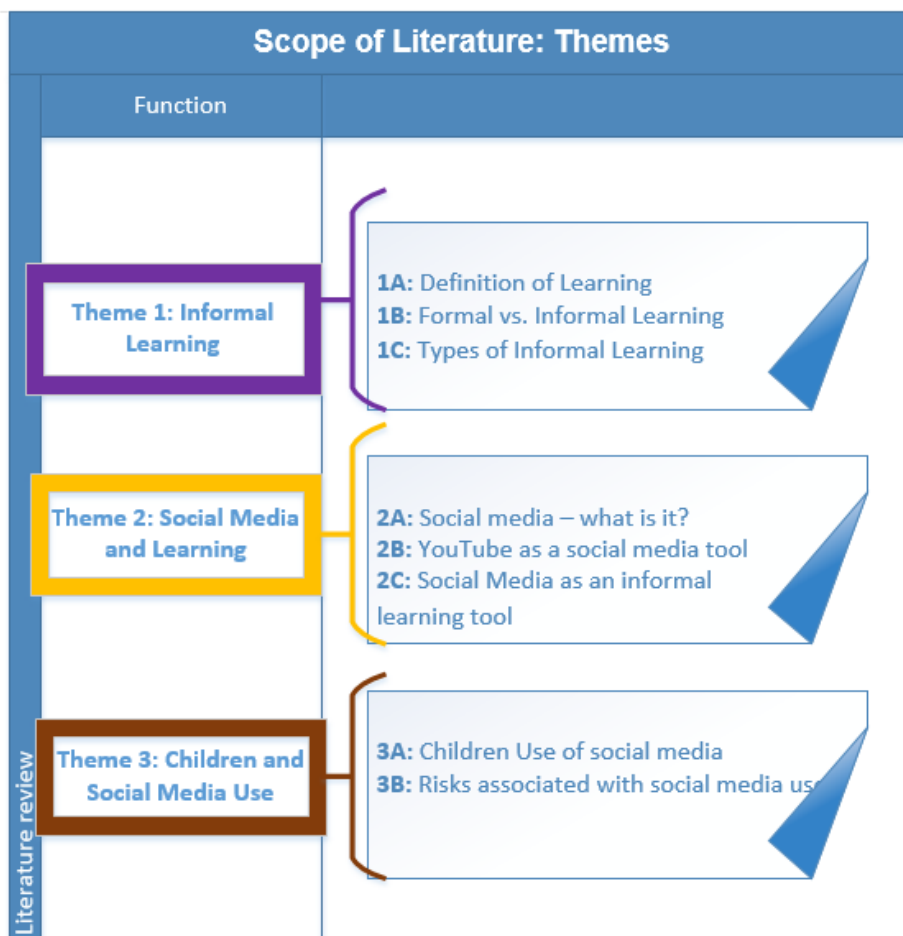 Scope of Literature: Themes
Function
Theme 1: Informal
Learning
1A: Definition of Learning
1B: Formal vs. Informal Learning
1C: Types of Informal Learning
Theme 2: Social Media
and Learning
2A: Social media – what is it?
2B: YouTube as a social media tool
2C: Social Media as an informal
learning tool
Theme 3: Children and
Social Media Use
3A: Children Use of social media
3B: Risks associated with social media use
Literature review